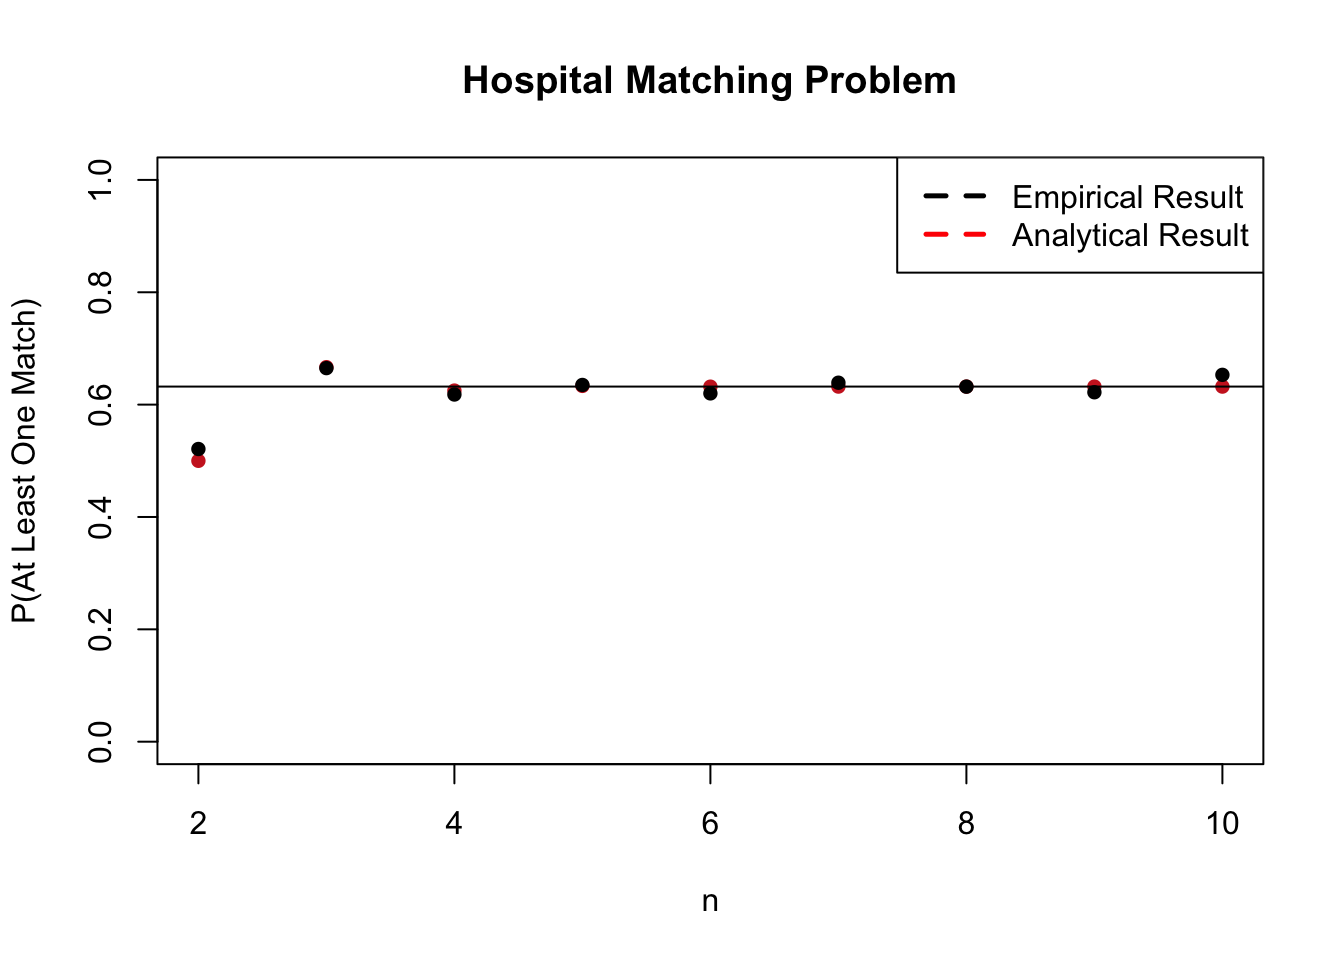 Hospital Matching Problem
Empirical Result
Analytical Result
P(At Least One Match)
1.0
0.8
0.6
0.4
0.2
0.0
2 4 6 8 10
n